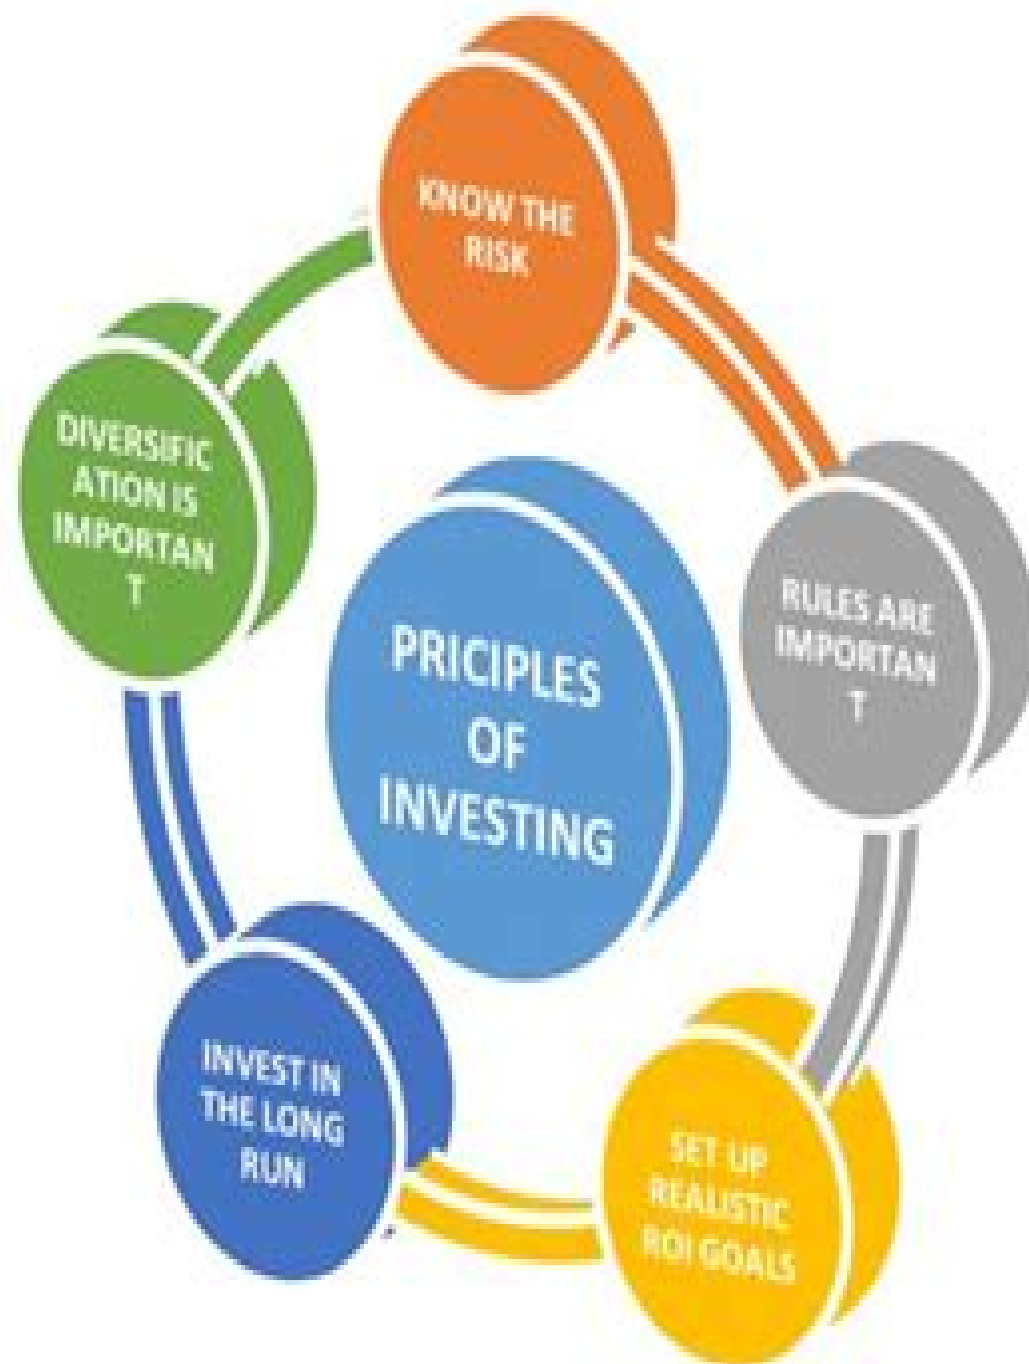 KNOW THE
RISK
DIVERSIFIC
ATION IS
IMPORTAN
T
RULES ARE
IMPORTAN
T
PRICIPLES
OF
INVESTING
INVEST IN
THE LONG
RUN
SET UP
REALISTIC
ROI GOALS